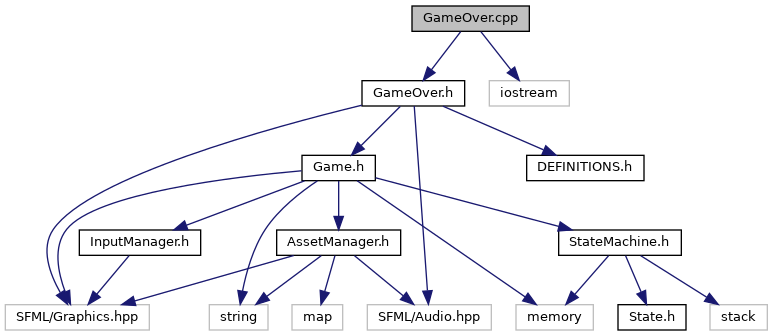 GameOver.cpp
GameOver.h
iostream
Game.h
DEFINITIONS.h
InputManager.h
AssetManager.h
StateMachine.h
SFML/Graphics.hpp
string
map
SFML/Audio.hpp
memory
State.h
stack